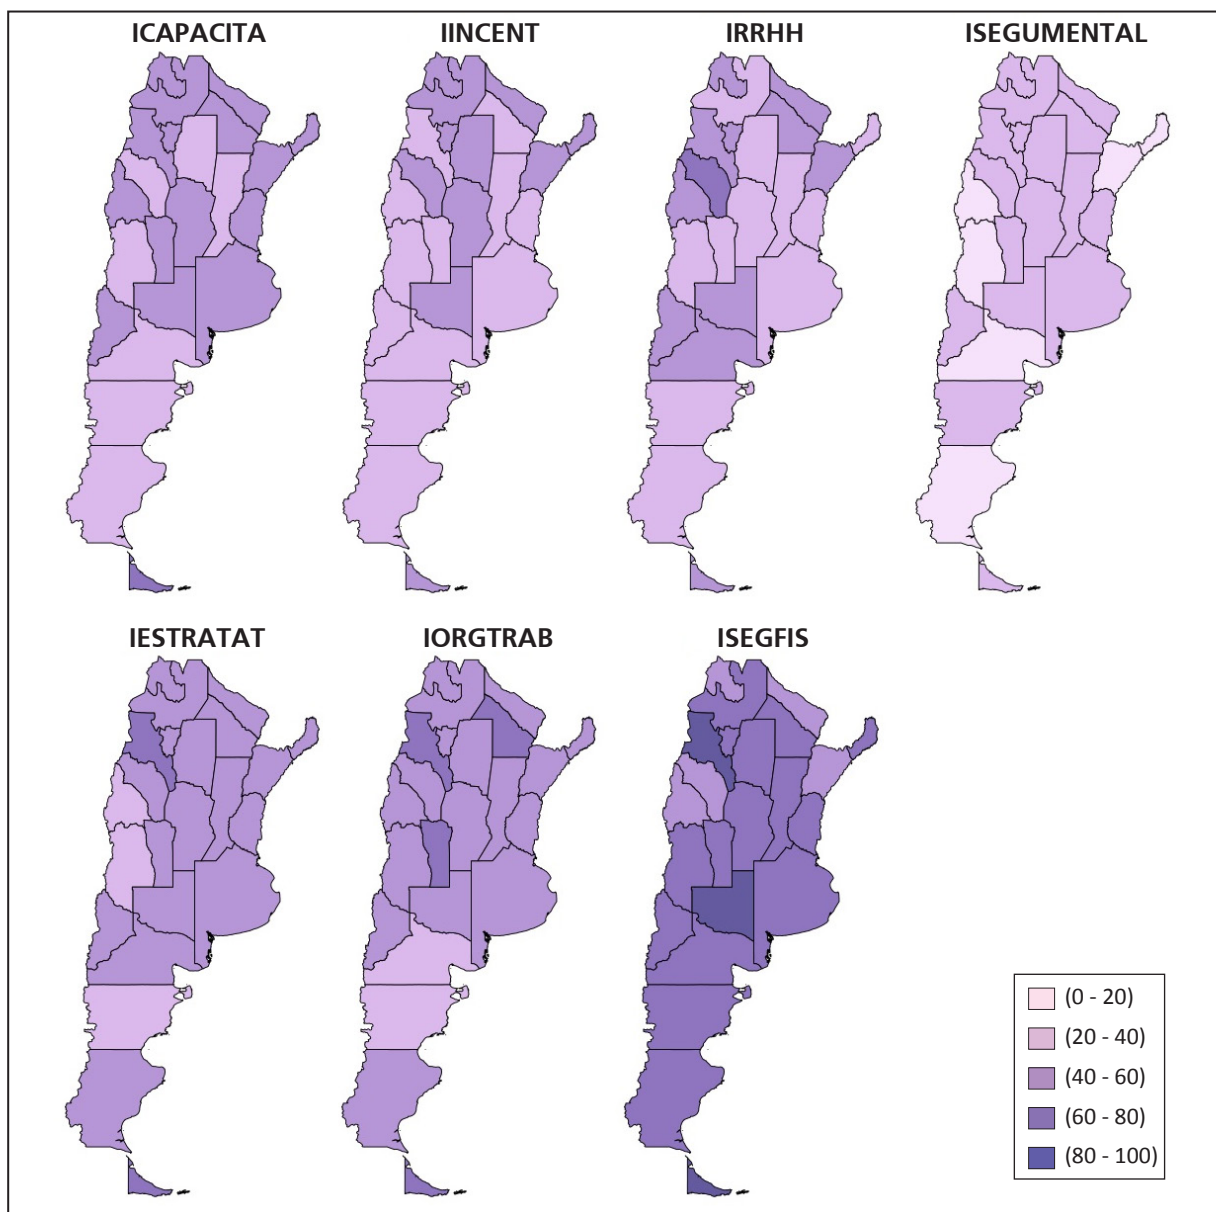 ICAPACITA
IINCENT
IRRHH
ISEGUMENTAL
IESTRATAT
IORGTRAB
ISEGFIS
(0 - 20)
(20 - 40)
(40 - 60)
(60 - 80)
(80 - 100)